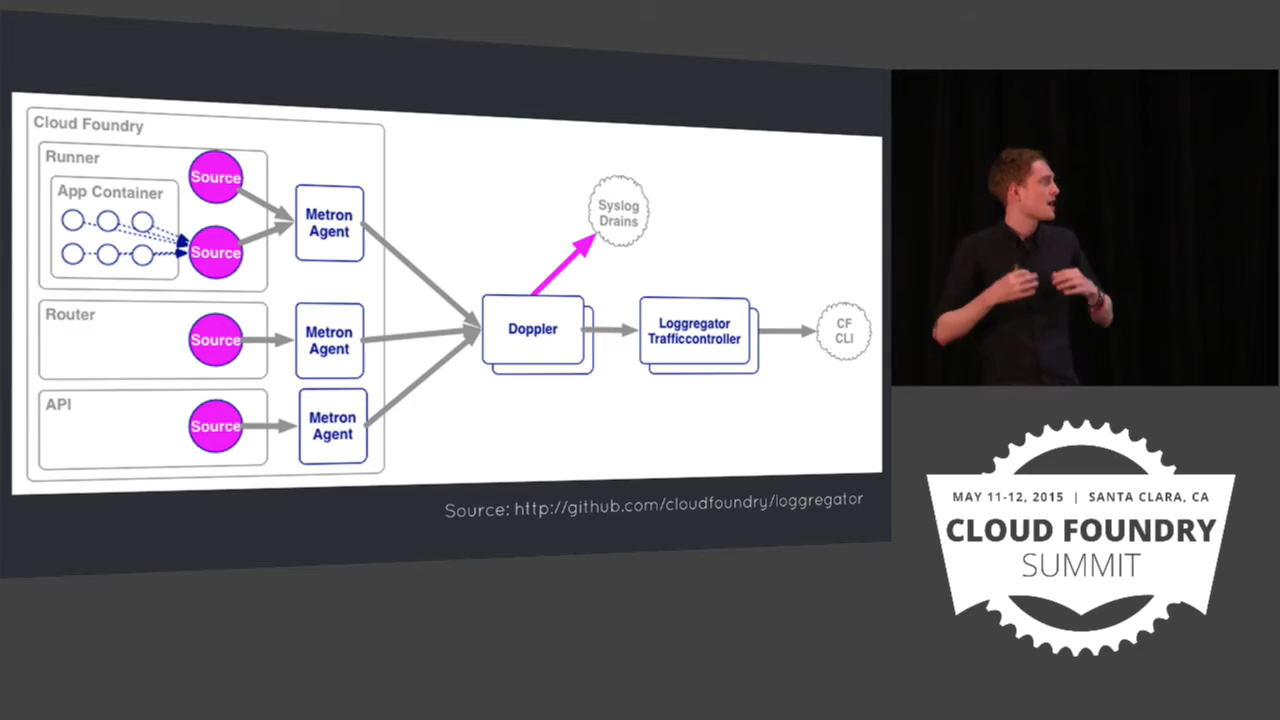 Cloud Foundry
Runner
Source
App Container
Source
Metron
Agent
Router
Source
Metron
Agent
API
Source
Metron
Agent
Syslog
Drains
Doppler
Loggregator
Trafficcontroller
CF
CLI
Source: http://github.com/cloudfoundry/loggregator
MAY 11-12, 2015 | SANTA CLARA, CA
CLOUD FOUNDRY
SUMMIT